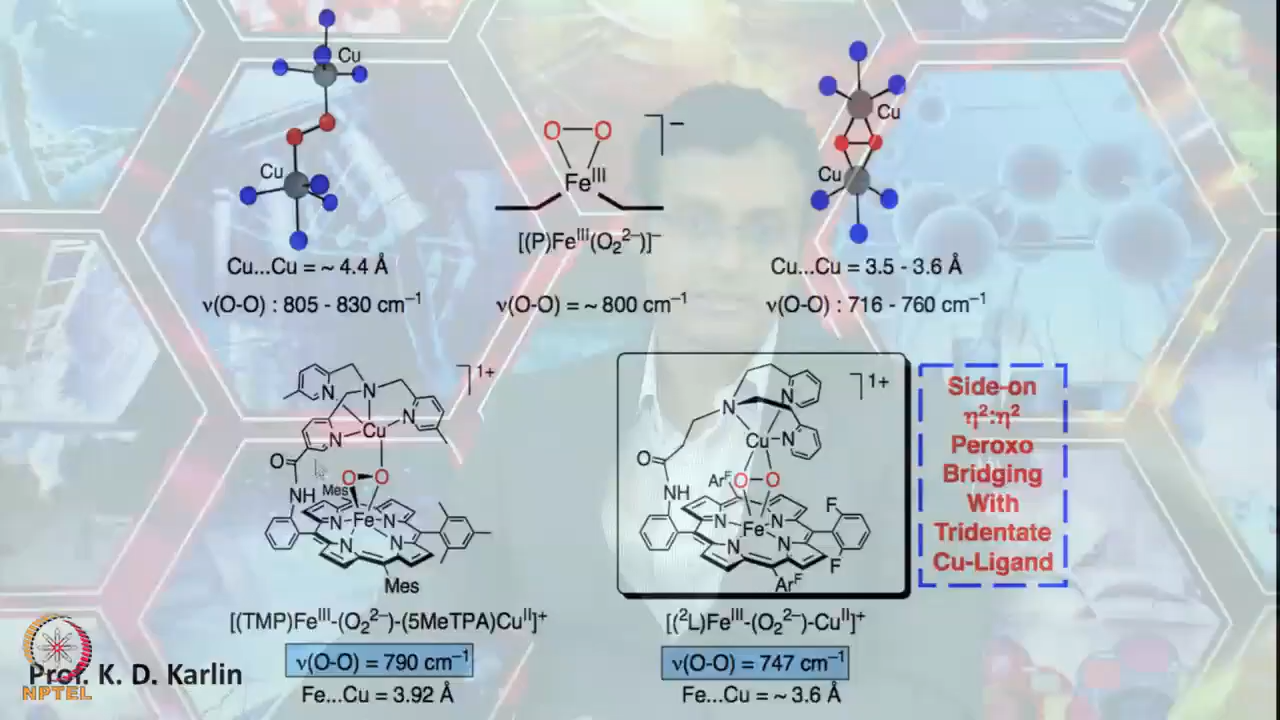 Cu
Cu
Cu...Cu = ~ 4.4 Å
ν(O-O) : 805 - 830 cm⁻¹
O O
Feᴵᴵᴵ
−
[(P)Feᴵᴵᴵ(O₂²⁻)]⁻
ν(O-O) = ~ 800 cm⁻¹
Cu
Cu
Cu...Cu = 3.5 - 3.6 Å
ν(O-O) : 716 - 760 cm⁻¹
1+
N
N
N
Cu
N
O
O O
NH
Mes
Fe
N
N
N
N
Mes
[(TMP)Feᴵᴵᴵ-(O₂²⁻)-(5MeTPA)Cuᴵᴵ]⁺
ν(O-O) = 790 cm⁻¹
Fe...Cu = 3.92 Å
1+
N
N
Cu
N
O
O O
NH
Arᶠ
F
Fe
N
N
N
N
F
Arᶠ
[(²L)Feᴵᴵᴵ-(O₂²⁻)-Cuᴵᴵ]⁺
ν(O-O) = 747 cm⁻¹
Fe...Cu = ~ 3.6 Å
Side-on
η²:η²
Peroxo
Bridging
With
Tridentate
Cu-Ligand
Prof. K. D. Karlin
NPTEL